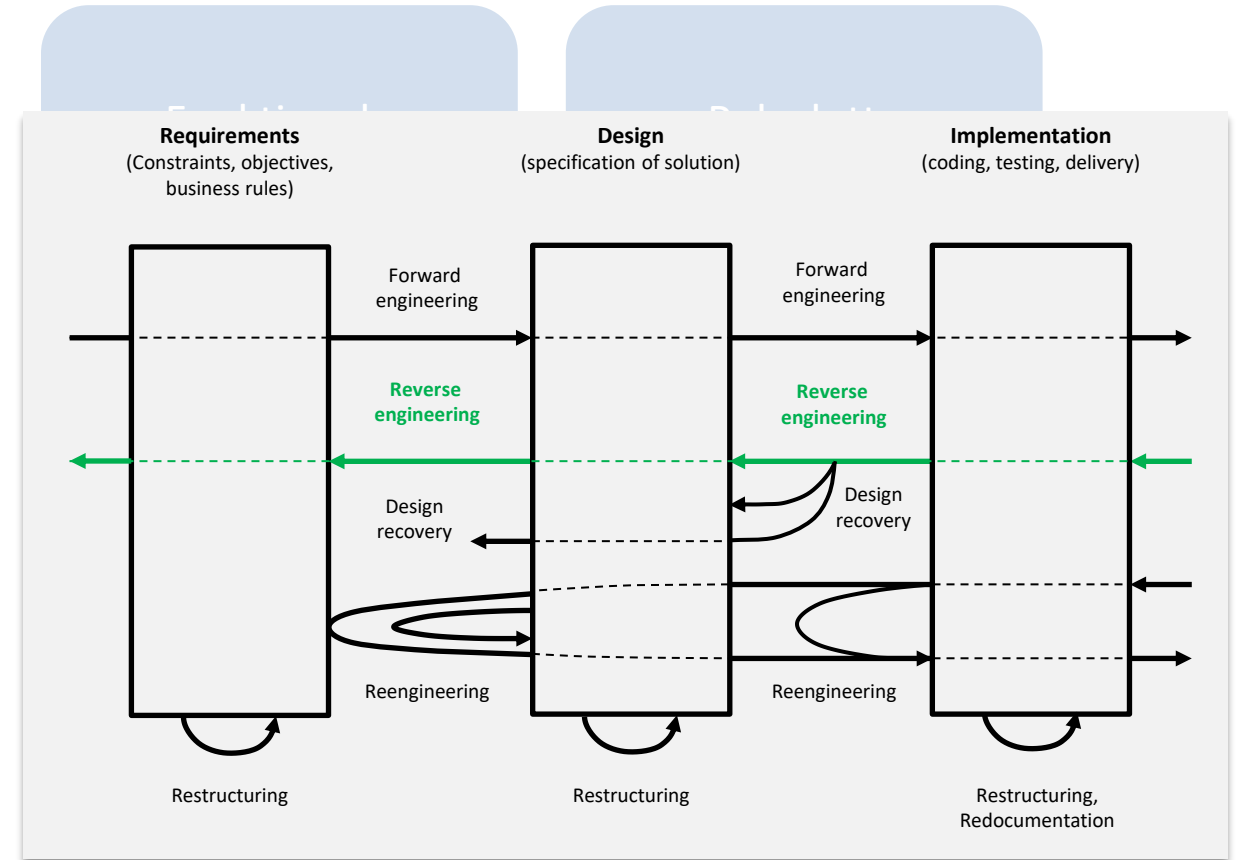 Requirements
(Constraints, objectives,
business rules)
Design
(specification of solution)
Implementation
(coding, testing, delivery)
Forward
engineering
Forward
engineering
Reverse
engineering
Reverse
engineering
Design
recovery
Design
recovery
Reengineering
Reengineering
Restructuring
Restructuring
Restructuring,
Redocumentation